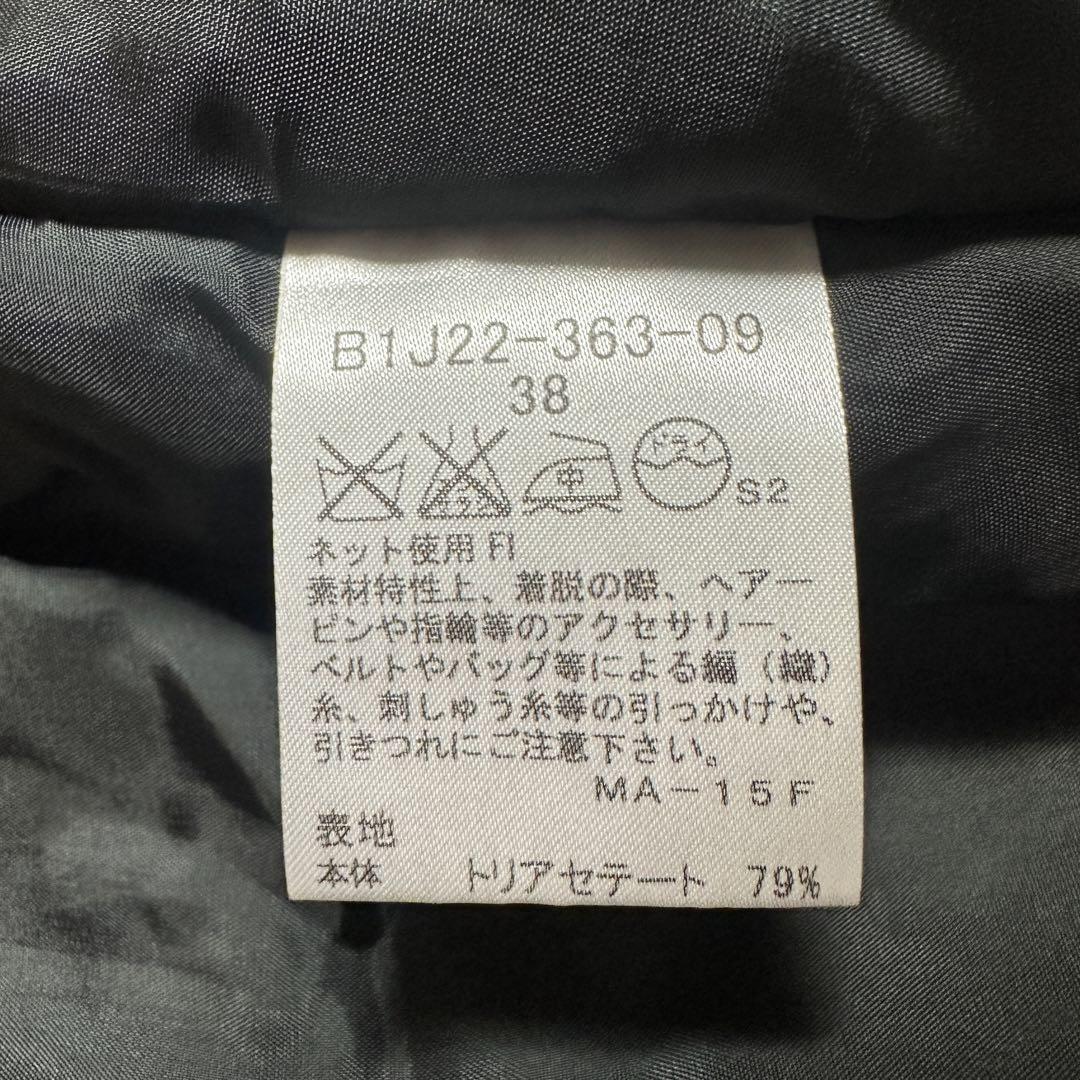 B1J22-363-09
38
エンソ
中
ドライ
S2
ネット使用 FI
素材特性上、着脱の際、ヘアー
ピンや指輪等のアクセサリー、
ベルトやバッグ等による編（織）
糸、刺しゅう糸等の引っかけや、
引きつれにご注意下さい。
MA-15F
表地
本体 トリアセテート 79%